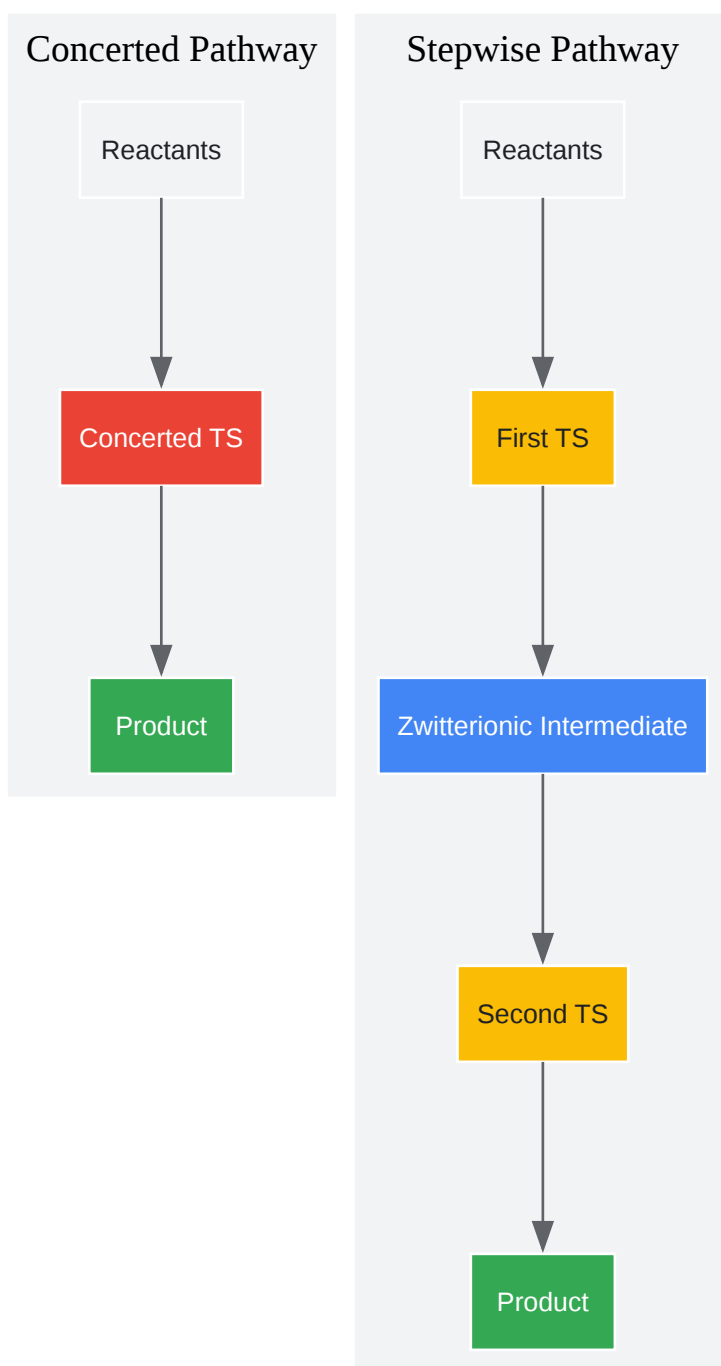 Concerted Pathway
Reactants
Concerted TS
Product
Stepwise Pathway
Reactants
First TS
Zwitterionic Intermediate
Second TS
Product